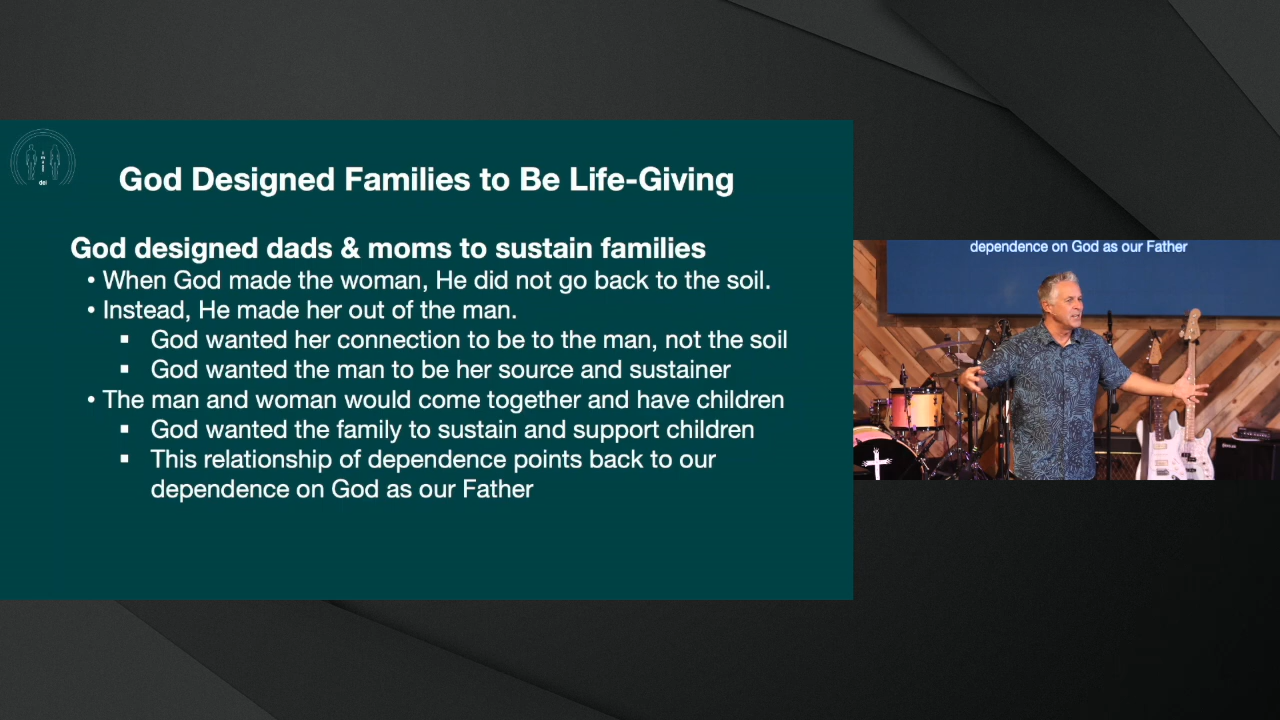 dei
God Designed Families to Be Life-Giving
God designed dads & moms to sustain families
• When God made the woman, He did not go back to the soil.
• Instead, He made her out of the man.
▪ God wanted her connection to be to the man, not the soil
▪ God wanted the man to be her source and sustainer
• The man and woman would come together and have children
▪ God wanted the family to sustain and support children
▪ This relationship of dependence points back to our
dependence on God as our Father
dependence on God as our Father